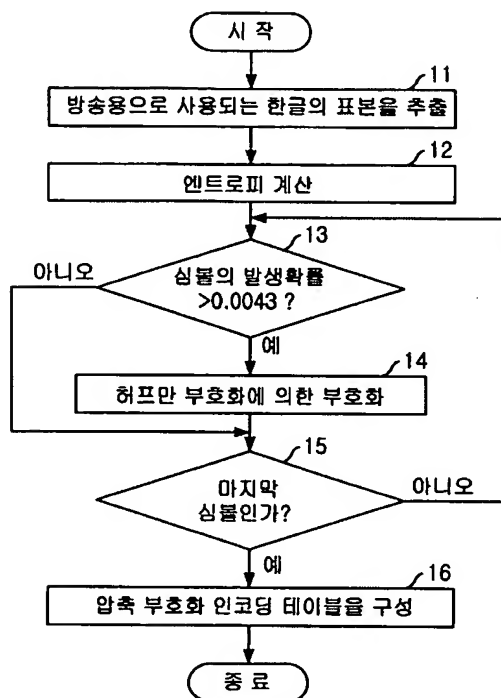 시 작
11
방송용으로 사용되는 한글의 표본을 추출
12
엔트로피 계산
13
아니오
심볼의 발생확률
>0.0043 ?
예
14
허프만 부호화에 의한 부호화
15
마지막
심볼인가?
아니오
예
16
압축 부호화 인코딩 테이블을 구성
종 료